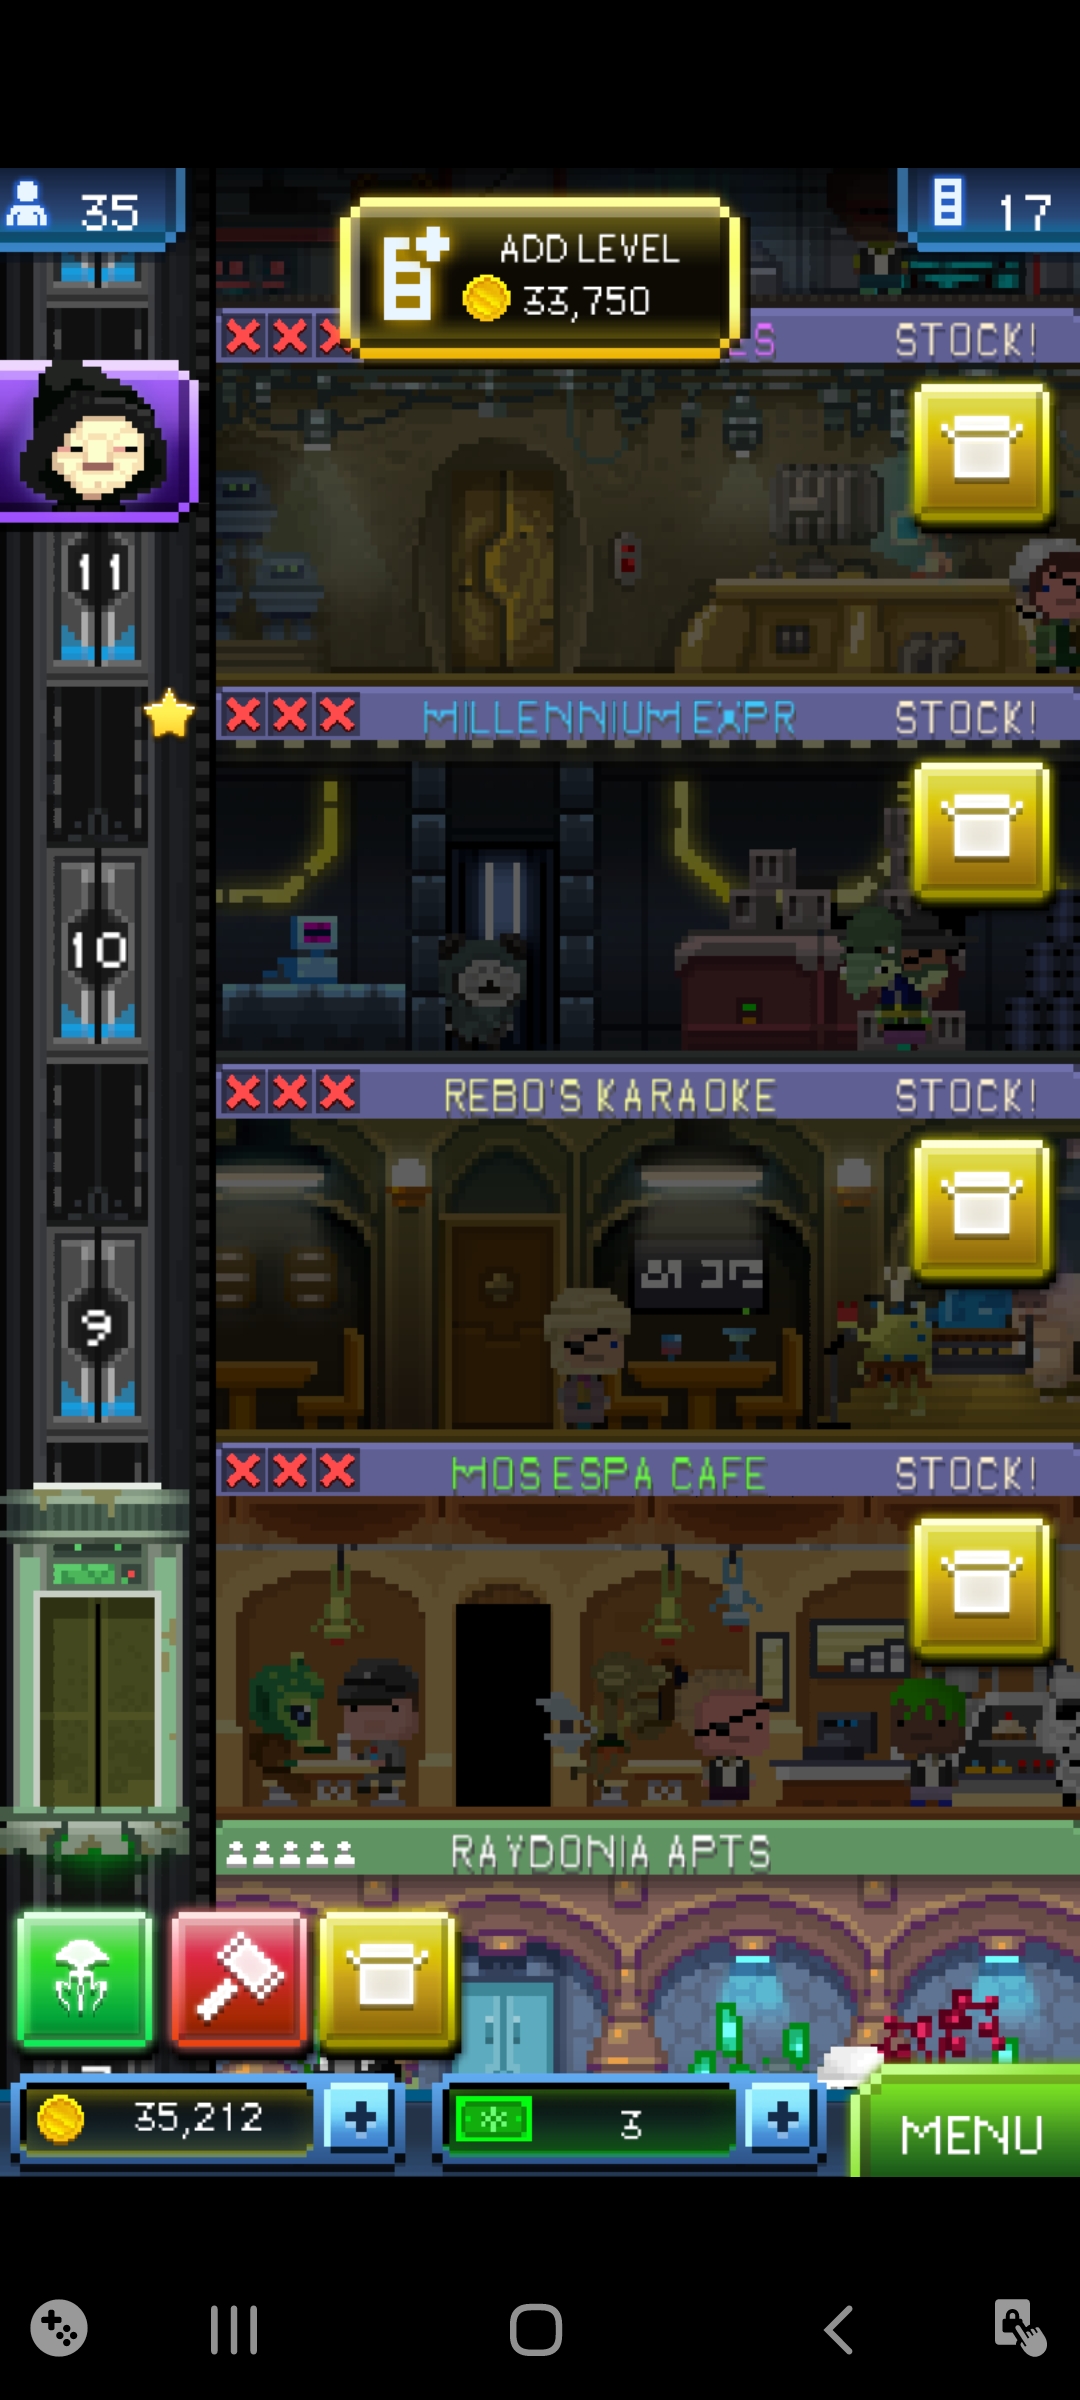 35
17
ADD LEVEL
33,750
STOCK!
11
MILLENNIUM EXPR
STOCK!
10
REBO'S KARAOKE
STOCK!
9
MOS ESPA CAFE
STOCK!
RAYDONIA APTS
35,212
3
MENU